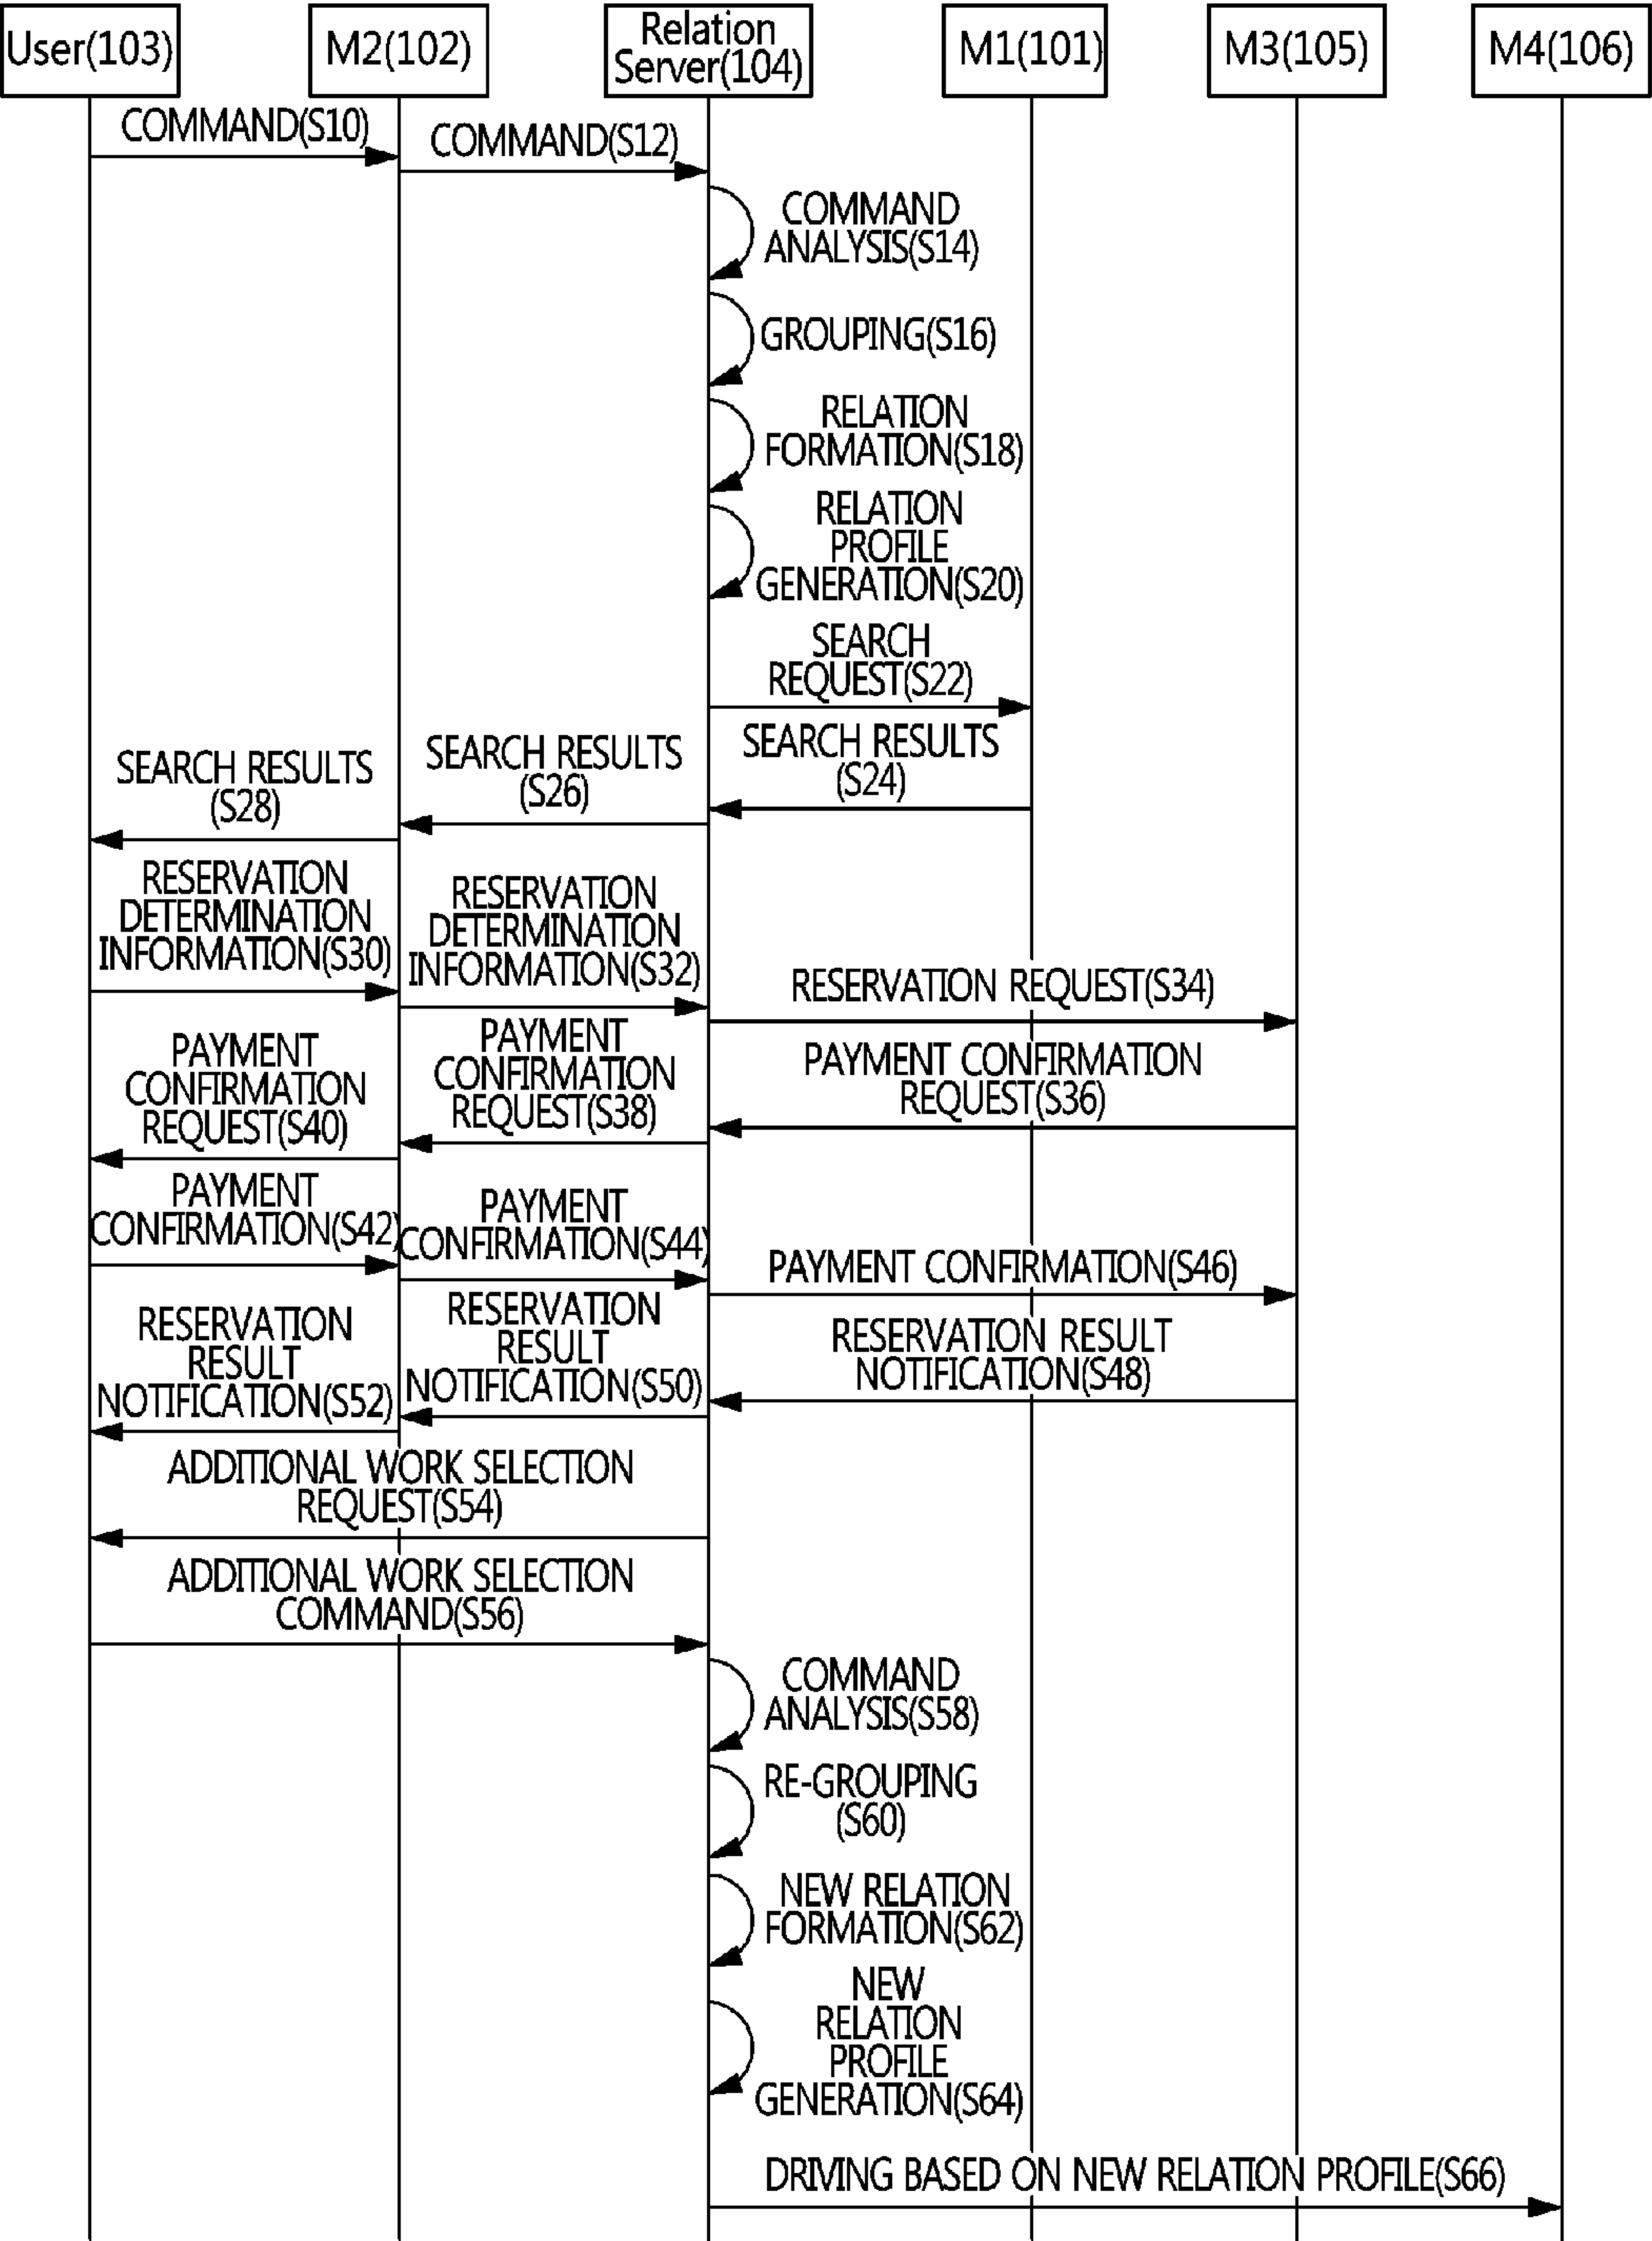 User(103)
M2(102)
Relation
Server(104)
M1(101)
M3(105)
M4(106)
COMMAND(S10)
COMMAND(S12)
COMMAND
ANALYSIS(S14)
GROUPING(S16)
RELATION
FORMATION(S18)
RELATION
PROFILE
GENERATION(S20)
SEARCH
REQUEST(S22)
SEARCH RESULTS
(S24)
SEARCH RESULTS
(S26)
SEARCH RESULTS
(S28)
RESERVATION
DETERMINATION
INFORMATION(S30)
RESERVATION
DETERMINATION
INFORMATION(S32)
RESERVATION REQUEST(S34)
PAYMENT CONFIRMATION
REQUEST(S36)
PAYMENT
CONFIRMATION
REQUEST(S38)
PAYMENT
CONFIRMATION
REQUEST(S40)
PAYMENT
CONFIRMATION(S42)
PAYMENT
CONFIRMATION(S44)
PAYMENT CONFIRMATION(S46)
RESERVATION RESULT
NOTIFICATION(S48)
RESERVATION
RESULT
NOTIFICATION(S50)
RESERVATION
RESULT
NOTIFICATION(S52)
ADDITIONAL WORK SELECTION
REQUEST(S54)
ADDITIONAL WORK SELECTION
COMMAND(S56)
COMMAND
ANALYSIS(S58)
RE-GROUPING
(S60)
NEW RELATION
FORMATION(S62)
NEW
RELATION
PROFILE
GENERATION(S64)
DRIVING BASED ON NEW RELATION PROFILE(S66)